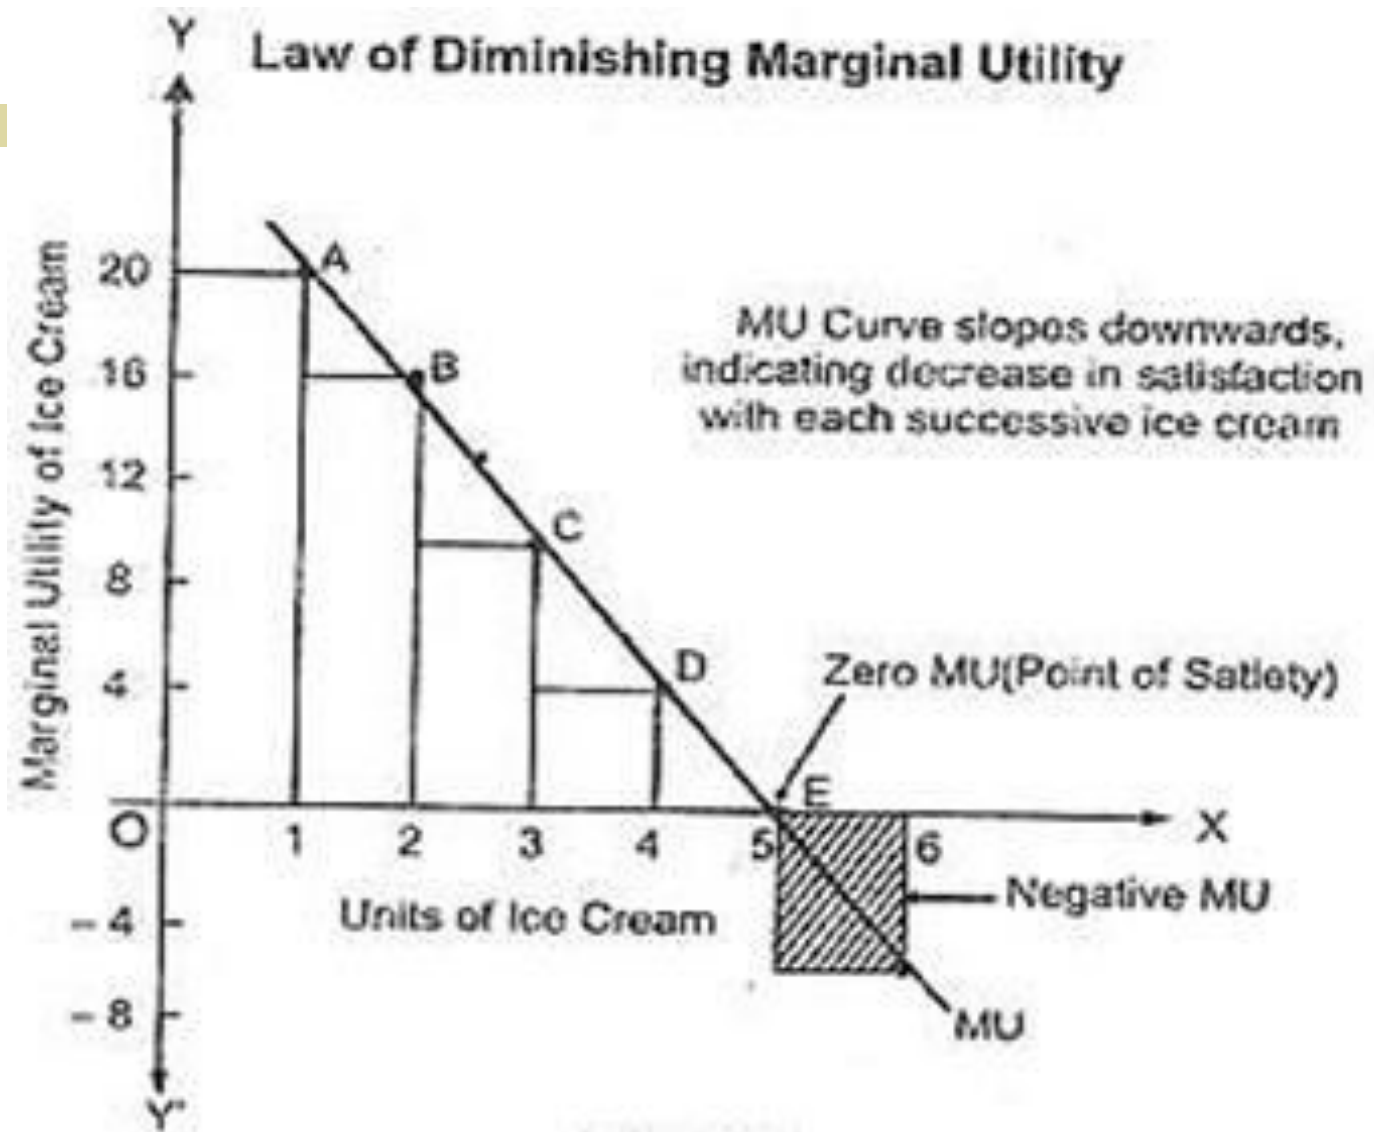 Y
Law of Diminishing Marginal Utility
Marginal Utility of Ice Cream
20
16
12
8
4
O
- 4
- 8
Y'
A
B
C
D
E
MU Curve slopes downwards,
indicating decrease in satisfaction
with each successive ice cream
Zero MU(Point of Satiety)
1 2 3 4 5 6
X
Units of Ice Cream
Negative MU
MU